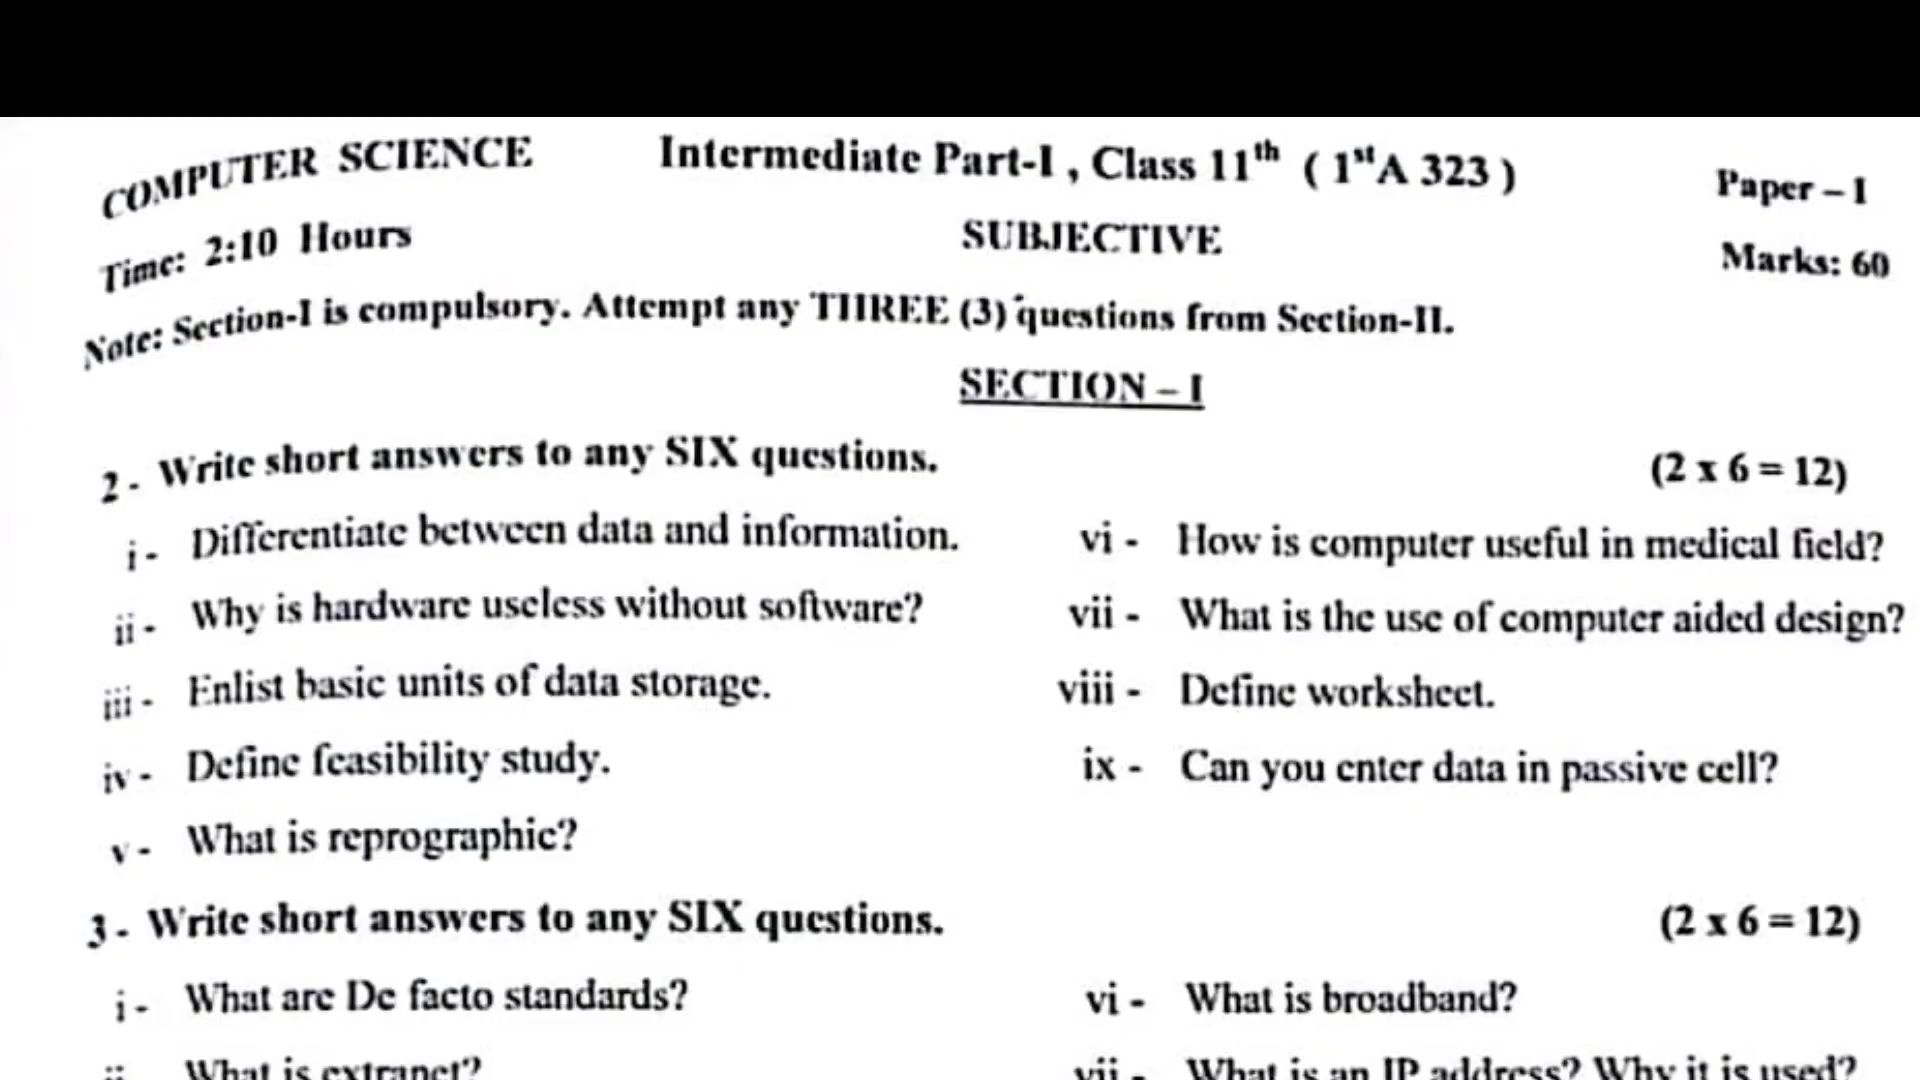 COMPUTER SCIENCE Intermediate Part-I , Class 11th ( 1stA 323 ) Paper – I
Time: 2:10 Hours SUBJECTIVE Marks: 60
Note: Section-I is compulsory. Attempt any THREE (3) questions from Section-II.
SECTION – I
2 - Write short answers to any SIX questions. (2 x 6 = 12)
i - Differentiate between data and information. vi - How is computer useful in medical field?
ii - Why is hardware useless without software? vii - What is the use of computer aided design?
iii - Enlist basic units of data storage. viii - Define worksheet.
iv - Define feasibility study. ix - Can you enter data in passive cell?
v - What is reprographic?
3 - Write short answers to any SIX questions. (2 x 6 = 12)
i - What are De facto standards? vi - What is broadband?
ii What is extranet? vii - What is an IP address? Why it is used?